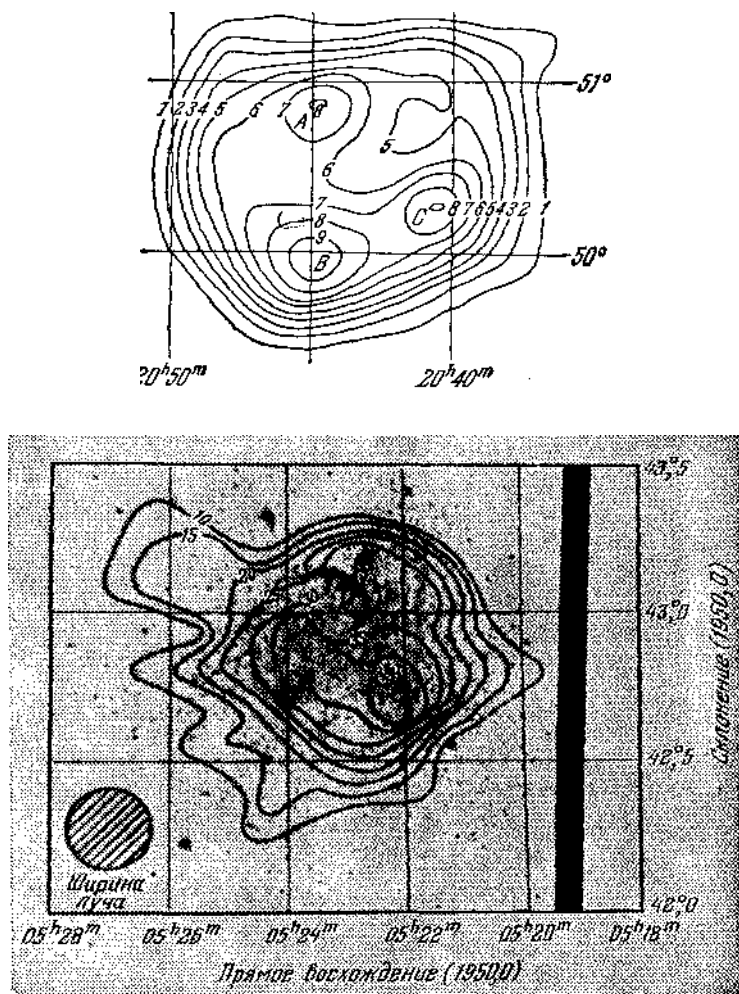 51°
1 2 3 4 5 6 7 A 8
5
6
7
8
9
C 8 7 6 5 4 3 2 1
B
50°
20ʰ50ᵐ 20ʰ40ᵐ
43°,5
10
15
20
25
43°,0
Склонение (1950,0)
42°,5
Ширина
луча
42°,0
05ʰ28ᵐ 05ʰ26ᵐ 05ʰ24ᵐ 05ʰ22ᵐ 05ʰ20ᵐ 05ʰ18ᵐ
Прямое восхождение (1950,0)